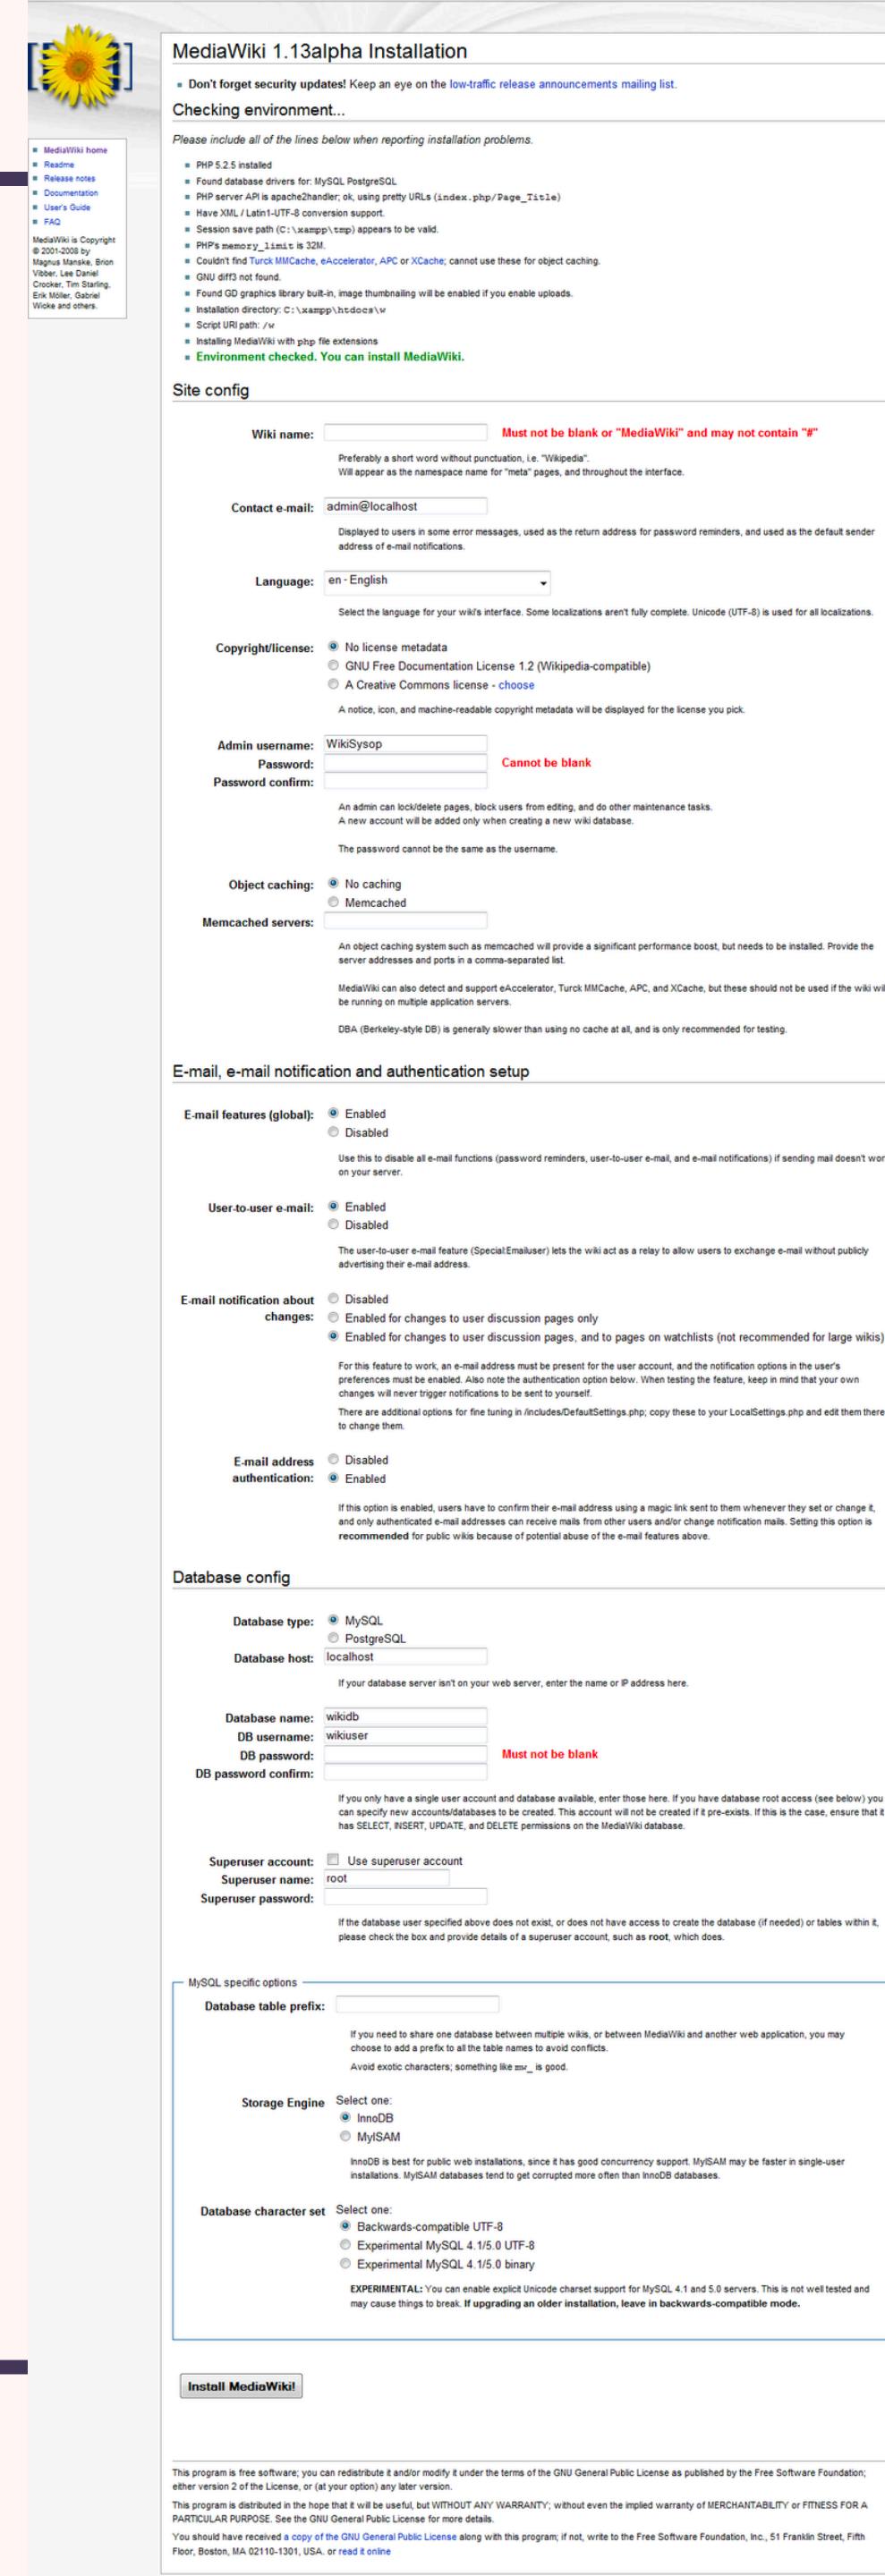 MediaWiki 1.13alpha Installation
Don't forget security updates! Keep an eye on the low-traffic release announcements mailing list.
Checking environment...
Please include all of the lines below when reporting installation problems.
MediaWiki home
Readme
Release notes
Documentation
User's Guide
FAQ
MediaWiki is Copyright
© 2001-2008 by
Magnus Manske, Brion
Vibber, Lee Daniel
Crocker, Tim Starling,
Erik Möller, Gabriel
Wicke and others.
PHP 5.2.5 installed
Found database drivers for: MySQL PostgreSQL
PHP server API is apache2handler; ok, using pretty URLs (index.php/Page_Title)
Have XML / Latin1-UTF-8 conversion support.
Session save path (C:\xampp\tmp) appears to be valid.
PHP's memory_limit is 32M.
Couldn't find Turck MMCache, eAccelerator, APC or XCache; cannot use these for object caching.
GNU diff3 not found.
Found GD graphics library built-in, image thumbnailing will be enabled if you enable uploads.
Installation directory: C:\xampp\htdocs\w
Script URI path: /w
Installing MediaWiki with php file extensions
Environment checked. You can install MediaWiki.
Site config
Wiki name: Must not be blank or "MediaWiki" and may not contain "#"
Preferably a short word without punctuation, i.e. "Wikipedia".
Will appear as the namespace name for "meta" pages, and throughout the interface.
Contact e-mail: admin@localhost
Displayed to users in some error messages, used as the return address for password reminders, and used as the default sender
address of e-mail notifications.
Language: en - English
Select the language for your wiki's interface. Some localizations aren't fully complete. Unicode (UTF-8) is used for all localizations.
Copyright/license: No license metadata
GNU Free Documentation License 1.2 (Wikipedia-compatible)
A Creative Commons license - choose
A notice, icon, and machine-readable copyright metadata will be displayed for the license you pick.
Admin username: WikiSysop
Password: Cannot be blank
Password confirm:
An admin can lock/delete pages, block users from editing, and do other maintenance tasks.
A new account will be added only when creating a new wiki database.
The password cannot be the same as the username.
Object caching: No caching
Memcached
Memcached servers:
An object caching system such as memcached will provide a significant performance boost, but needs to be installed. Provide the
server addresses and ports in a comma-separated list.
MediaWiki can also detect and support eAccelerator, Turck MMCache, APC, and XCache, but these should not be used if the wiki wil
be running on multiple application servers.
DBA (Berkeley-style DB) is generally slower than using no cache at all, and is only recommended for testing.
E-mail, e-mail notification and authentication setup
E-mail features (global): Enabled
Disabled
Use this to disable all e-mail functions (password reminders, user-to-user e-mail, and e-mail notifications) if sending mail doesn't wor
on your server.
User-to-user e-mail: Enabled
Disabled
The user-to-user e-mail feature (Special:Emailuser) lets the wiki act as a relay to allow users to exchange e-mail without publicly
advertising their e-mail address.
E-mail notification about Disabled
changes: Enabled for changes to user discussion pages only
Enabled for changes to user discussion pages, and to pages on watchlists (not recommended for large wikis)
For this feature to work, an e-mail address must be present for the user account, and the notification options in the user's
preferences must be enabled. Also note the authentication option below. When testing the feature, keep in mind that your own
changes will never trigger notifications to be sent to yourself.
There are additional options for fine tuning in /includes/DefaultSettings.php; copy these to your LocalSettings.php and edit them there
to change them.
E-mail address Disabled
authentication: Enabled
If this option is enabled, users have to confirm their e-mail address using a magic link sent to them whenever they set or change it,
and only authenticated e-mail addresses can receive mails from other users and/or change notification mails. Setting this option is
recommended for public wikis because of potential abuse of the e-mail features above.
Database config
Database type: MySQL
PostgreSQL
Database host: localhost
If your database server isn't on your web server, enter the name or IP address here.
Database name: wikidb
DB username: wikiuser
DB password: Must not be blank
DB password confirm:
If you only have a single user account and database available, enter those here. If you have database root access (see below) you
can specify new accounts/databases to be created. This account will not be created if it pre-exists. If this is the case, ensure that it
has SELECT, INSERT, UPDATE, and DELETE permissions on the MediaWiki database.
Superuser account: Use superuser account
Superuser name: root
Superuser password:
If the database user specified above does not exist, or does not have access to create the database (if needed) or tables within it,
please check the box and provide details of a superuser account, such as root, which does.
MySQL specific options
Database table prefix:
If you need to share one database between multiple wikis, or between MediaWiki and another web application, you may
choose to add a prefix to all the table names to avoid conflicts.
Avoid exotic characters; something like mw_ is good.
Storage Engine Select one:
InnoDB
MyISAM
InnoDB is best for public web installations, since it has good concurrency support. MyISAM may be faster in single-user
installations. MyISAM databases tend to get corrupted more often than InnoDB databases.
Database character set Select one:
Backwards-compatible UTF-8
Experimental MySQL 4.1/5.0 UTF-8
Experimental MySQL 4.1/5.0 binary
EXPERIMENTAL: You can enable explicit Unicode charset support for MySQL 4.1 and 5.0 servers. This is not well tested and
may cause things to break. If upgrading an older installation, leave in backwards-compatible mode.
Install MediaWiki!
This program is free software; you can redistribute it and/or modify it under the terms of the GNU General Public License as published by the Free Software Foundation;
either version 2 of the License, or (at your option) any later version.
This program is distributed in the hope that it will be useful, but WITHOUT ANY WARRANTY; without even the implied warranty of MERCHANTABILITY or FITNESS FOR A
PARTICULAR PURPOSE. See the GNU General Public License for more details.
You should have received a copy of the GNU General Public License along with this program; if not, write to the Free Software Foundation, Inc., 51 Franklin Street, Fifth
Floor, Boston, MA 02110-1301, USA. or read it online